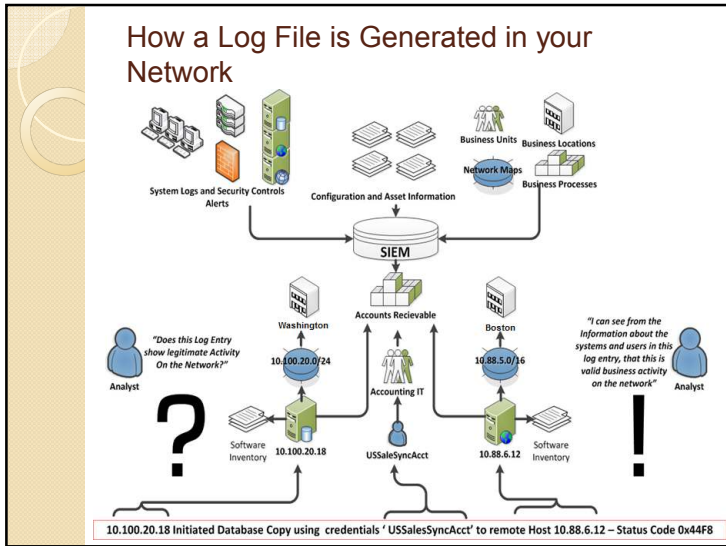 How a Log File is Generated in your
Network
Business Units
Business Locations
Network Maps
Business Processes
System Logs and Security Controls
Alerts
Configuration and Asset Information
SIEM
Accounts Recievable
Washington
Boston
"Does this Log Entry
show legitimate Activity
On the Network?"
Analyst
10.100.20.0/24
Accounting IT
10.88.5.0/16
"I can see from the
Information about the
systems and users in this
log entry, that this is
valid business activity
on the network"
Analyst
?
!
Software
Inventory
10.100.20.18
USSaleSyncAcct
10.88.6.12
Software
Inventory
10.100.20.18 Initiated Database Copy using credentials ' USSalesSyncAcct' to remote Host 10.88.6.12 – Status Code 0x44F8